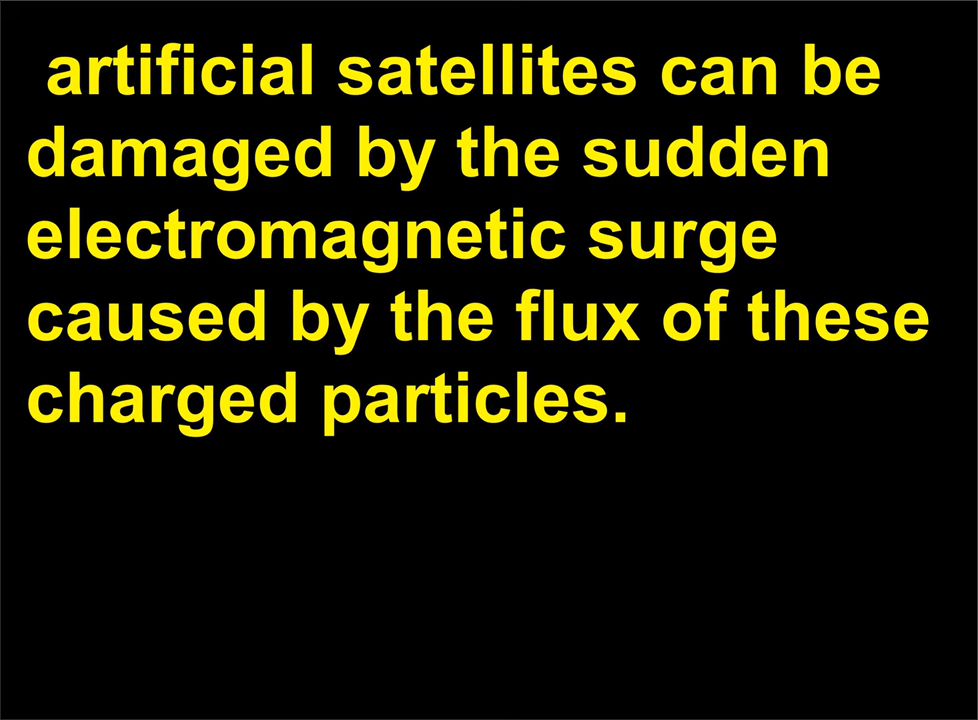 artificial satellites can be
damaged by the sudden
electromagnetic surge
caused by the flux of these
charged particles.